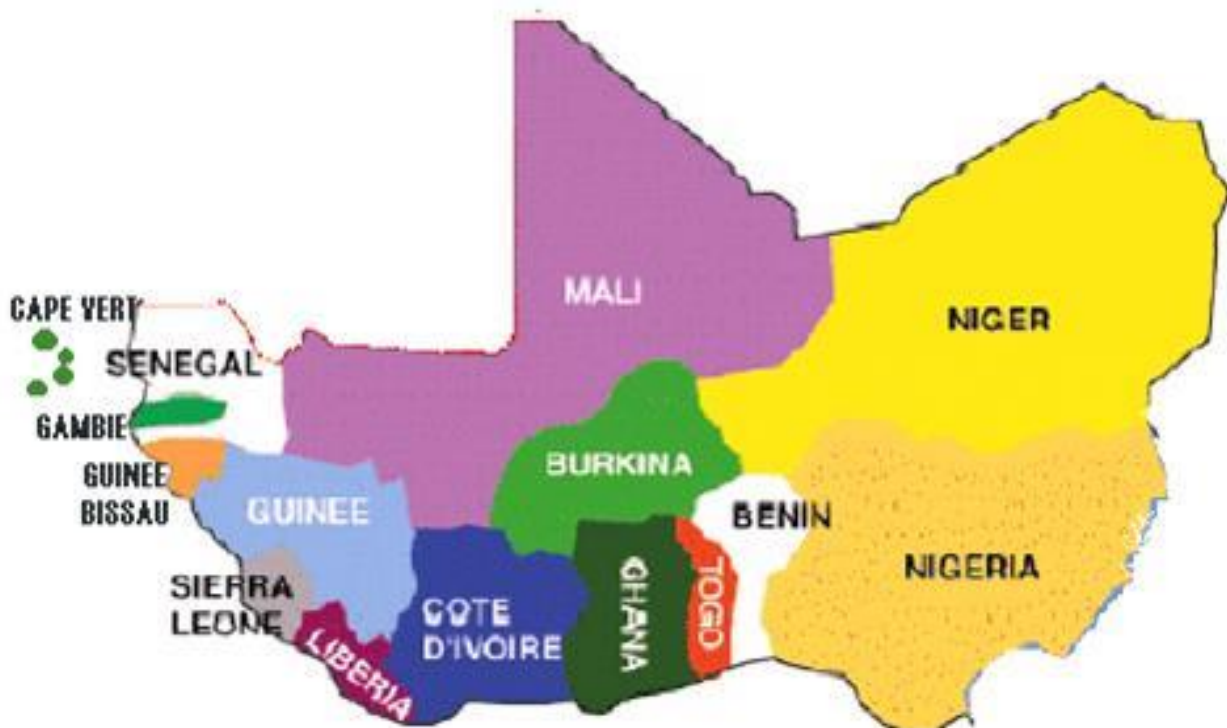 MALI
NIGER
CAPE VERT
SENEGAL
GAMBIE
GUINEE
BISSAU
GUINEE
BURKINA
BENIN
NIGERIA
SIERRA
LEONE
LIBERIA
COTE
D'IVOIRE
GHANA
TOGO